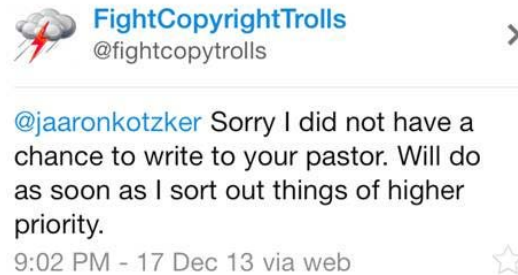 FightCopyrightTrolls
@fightcopytrolls
@jaaronkotzker Sorry I did not have a
chance to write to your pastor. Will do
as soon as I sort out things of higher
priority.
9:02 PM - 17 Dec 13 via web